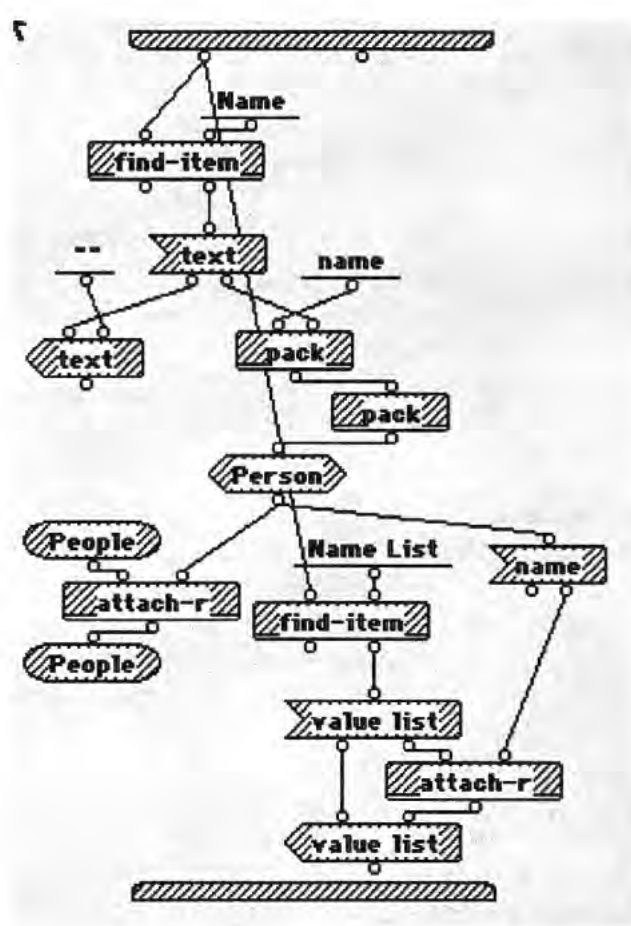 Name
find-item
--
text
name
text
pack
pack
Person
People
Name List
name
attach-r
find-item
People
value list
attach-r
value list